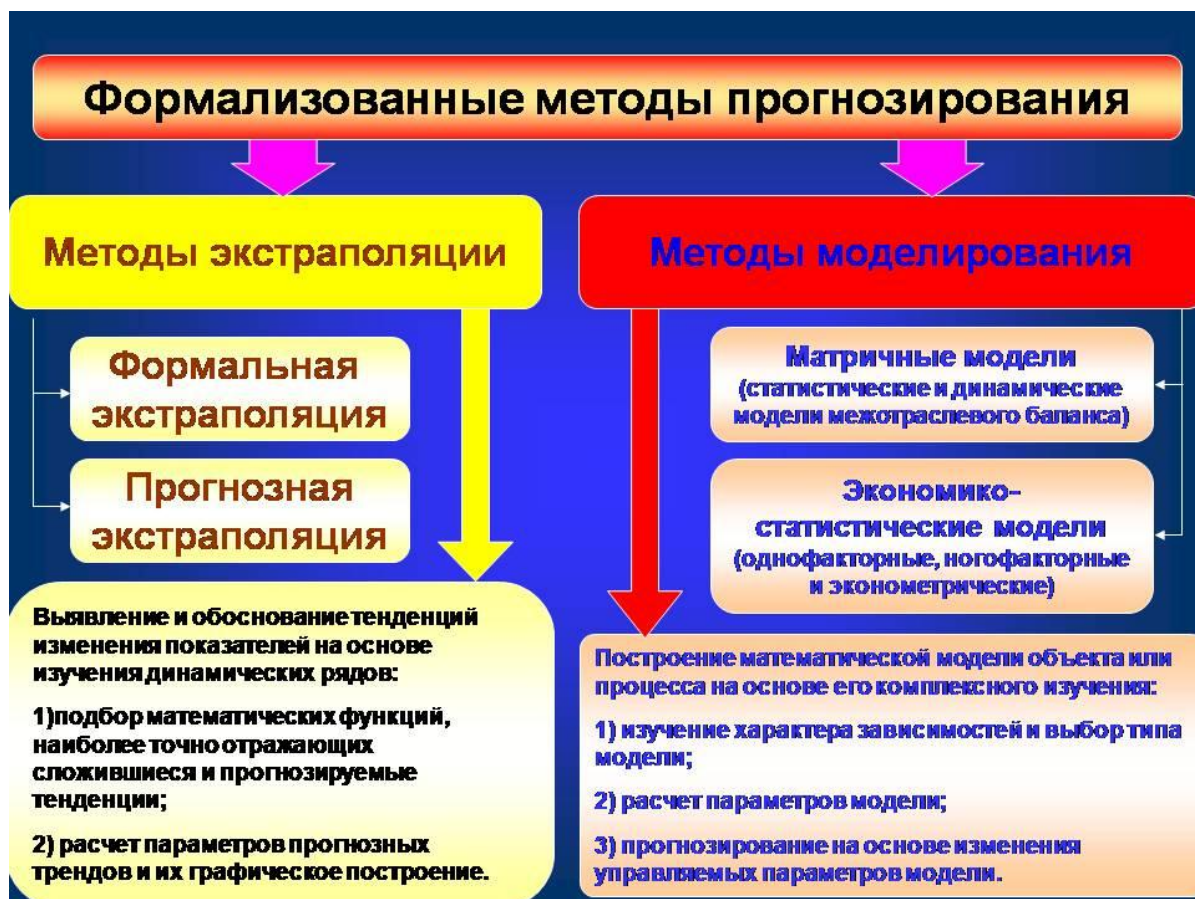 Формализованные методы прогнозирования
Методы экстраполяции
Формальная
экстраполяция
Прогнозная
экстраполяция
Выявление и обоснование тенденций
изменения показателей на основе
изучения динамических рядов:
1)подбор математических функций,
наиболее точно отражающих
сложившиеся и прогнозируемые
тенденции;
2) расчет параметров прогнозных
трендов и их графическое построение.
Методы моделирования
Матричные модели
(статистические и динамические
модели межотраслевого баланса)
Экономико-
статистические модели
(однофакторные, ногофакторные
и эконометрические)
Построение математической модели объекта или
процесса на основе его комплексного изучения:
1) изучение характера зависимостей и выбор типа
модели;
2) расчет параметров модели;
3) прогнозирование на основе изменения
управляемых параметров модели.